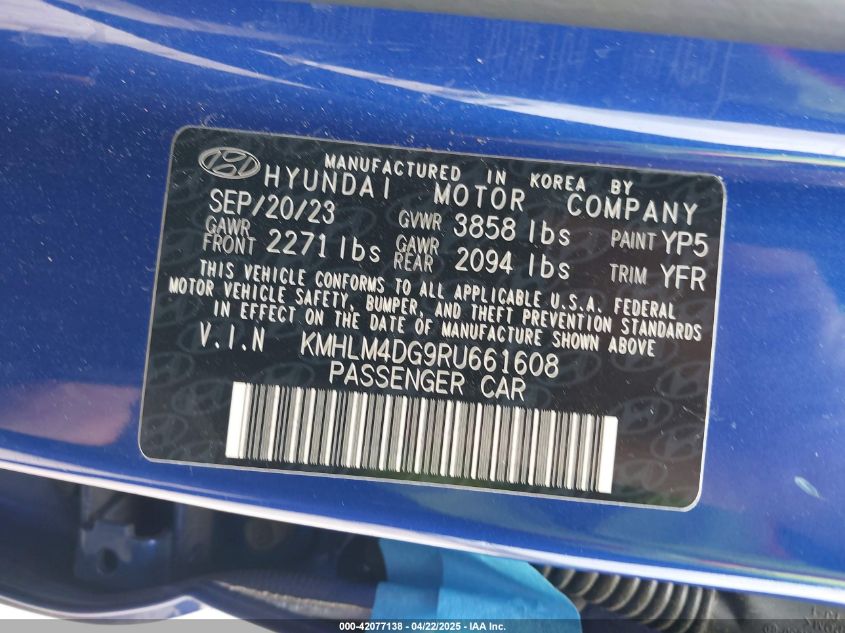 MANUFACTURED IN KOREA BY
HYUNDAI MOTOR COMPANY
SEP/20/23 GVWR 3858 lbs PAINT YP5
GAWR FRONT 2271 lbs GAWR REAR 2094 lbs TRIM YFR
THIS VEHICLE CONFORMS TO ALL APPLICABLE U.S.A. FEDERAL
MOTOR VEHICLE SAFETY, BUMPER, AND THEFT PREVENTION STANDARDS
IN EFFECT ON THE DATE OF MANUFACTURE SHOWN ABOVE
V.I.N KMHLM4DG9RU661608
PASSENGER CAR
000-42077138 - 04/22/2025 - IAA Inc.